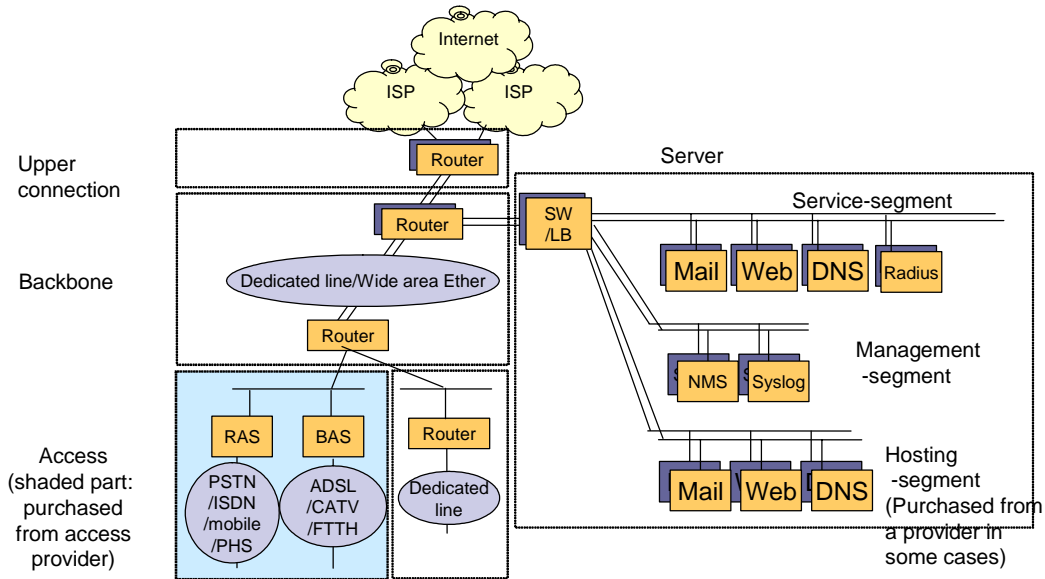 Internet
ISP
ISP
Upper
connection
Router
Server
Backbone
Router
SW
/LB
Service-segment
Mail
Web
DNS
Radius
Dedicated line/Wide area Ether
Router
Management
-segment
NMS
Syslog
Access
(shaded part:
purchased
from access
provider)
RAS
BAS
Router
PSTN
/ISDN
/mobile
/PHS
ADSL
/CATV
/FTTH
Dedicated
line
Mail
Web
DNS
Hosting
-segment
(Purchased from
a provider in
some cases)